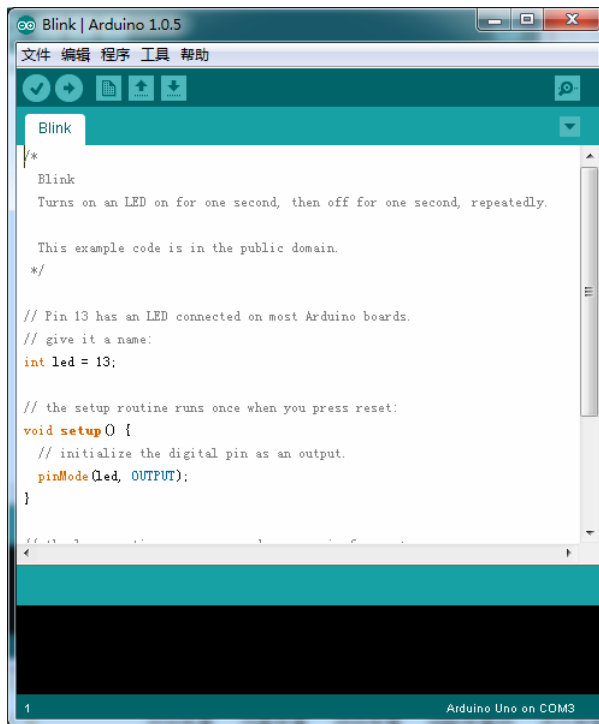 Blink | Arduino 1.0.5
文件 编辑 程序 工具 帮助
Blink
/*
  Blink
  Turns on an LED on for one second, then off for one second, repeatedly.

  This example code is in the public domain.
 */

// Pin 13 has an LED connected on most Arduino boards.
// give it a name:
int led = 13;

// the setup routine runs once when you press reset:
void setup() {
  // initialize the digital pin as an output.
  pinMode(led, OUTPUT);
}
1
Arduino Uno on COM3